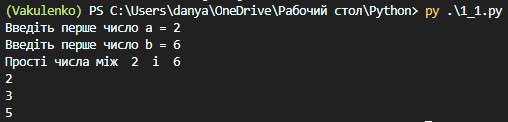 (Vakulenko) PS C:\Users\danya\OneDrive\Рабочий стол\Python> py .\1_1.py
Введіть перше число a = 2
Введіть перше число b = 6
Прості числа між  2  і  6
2
3
5